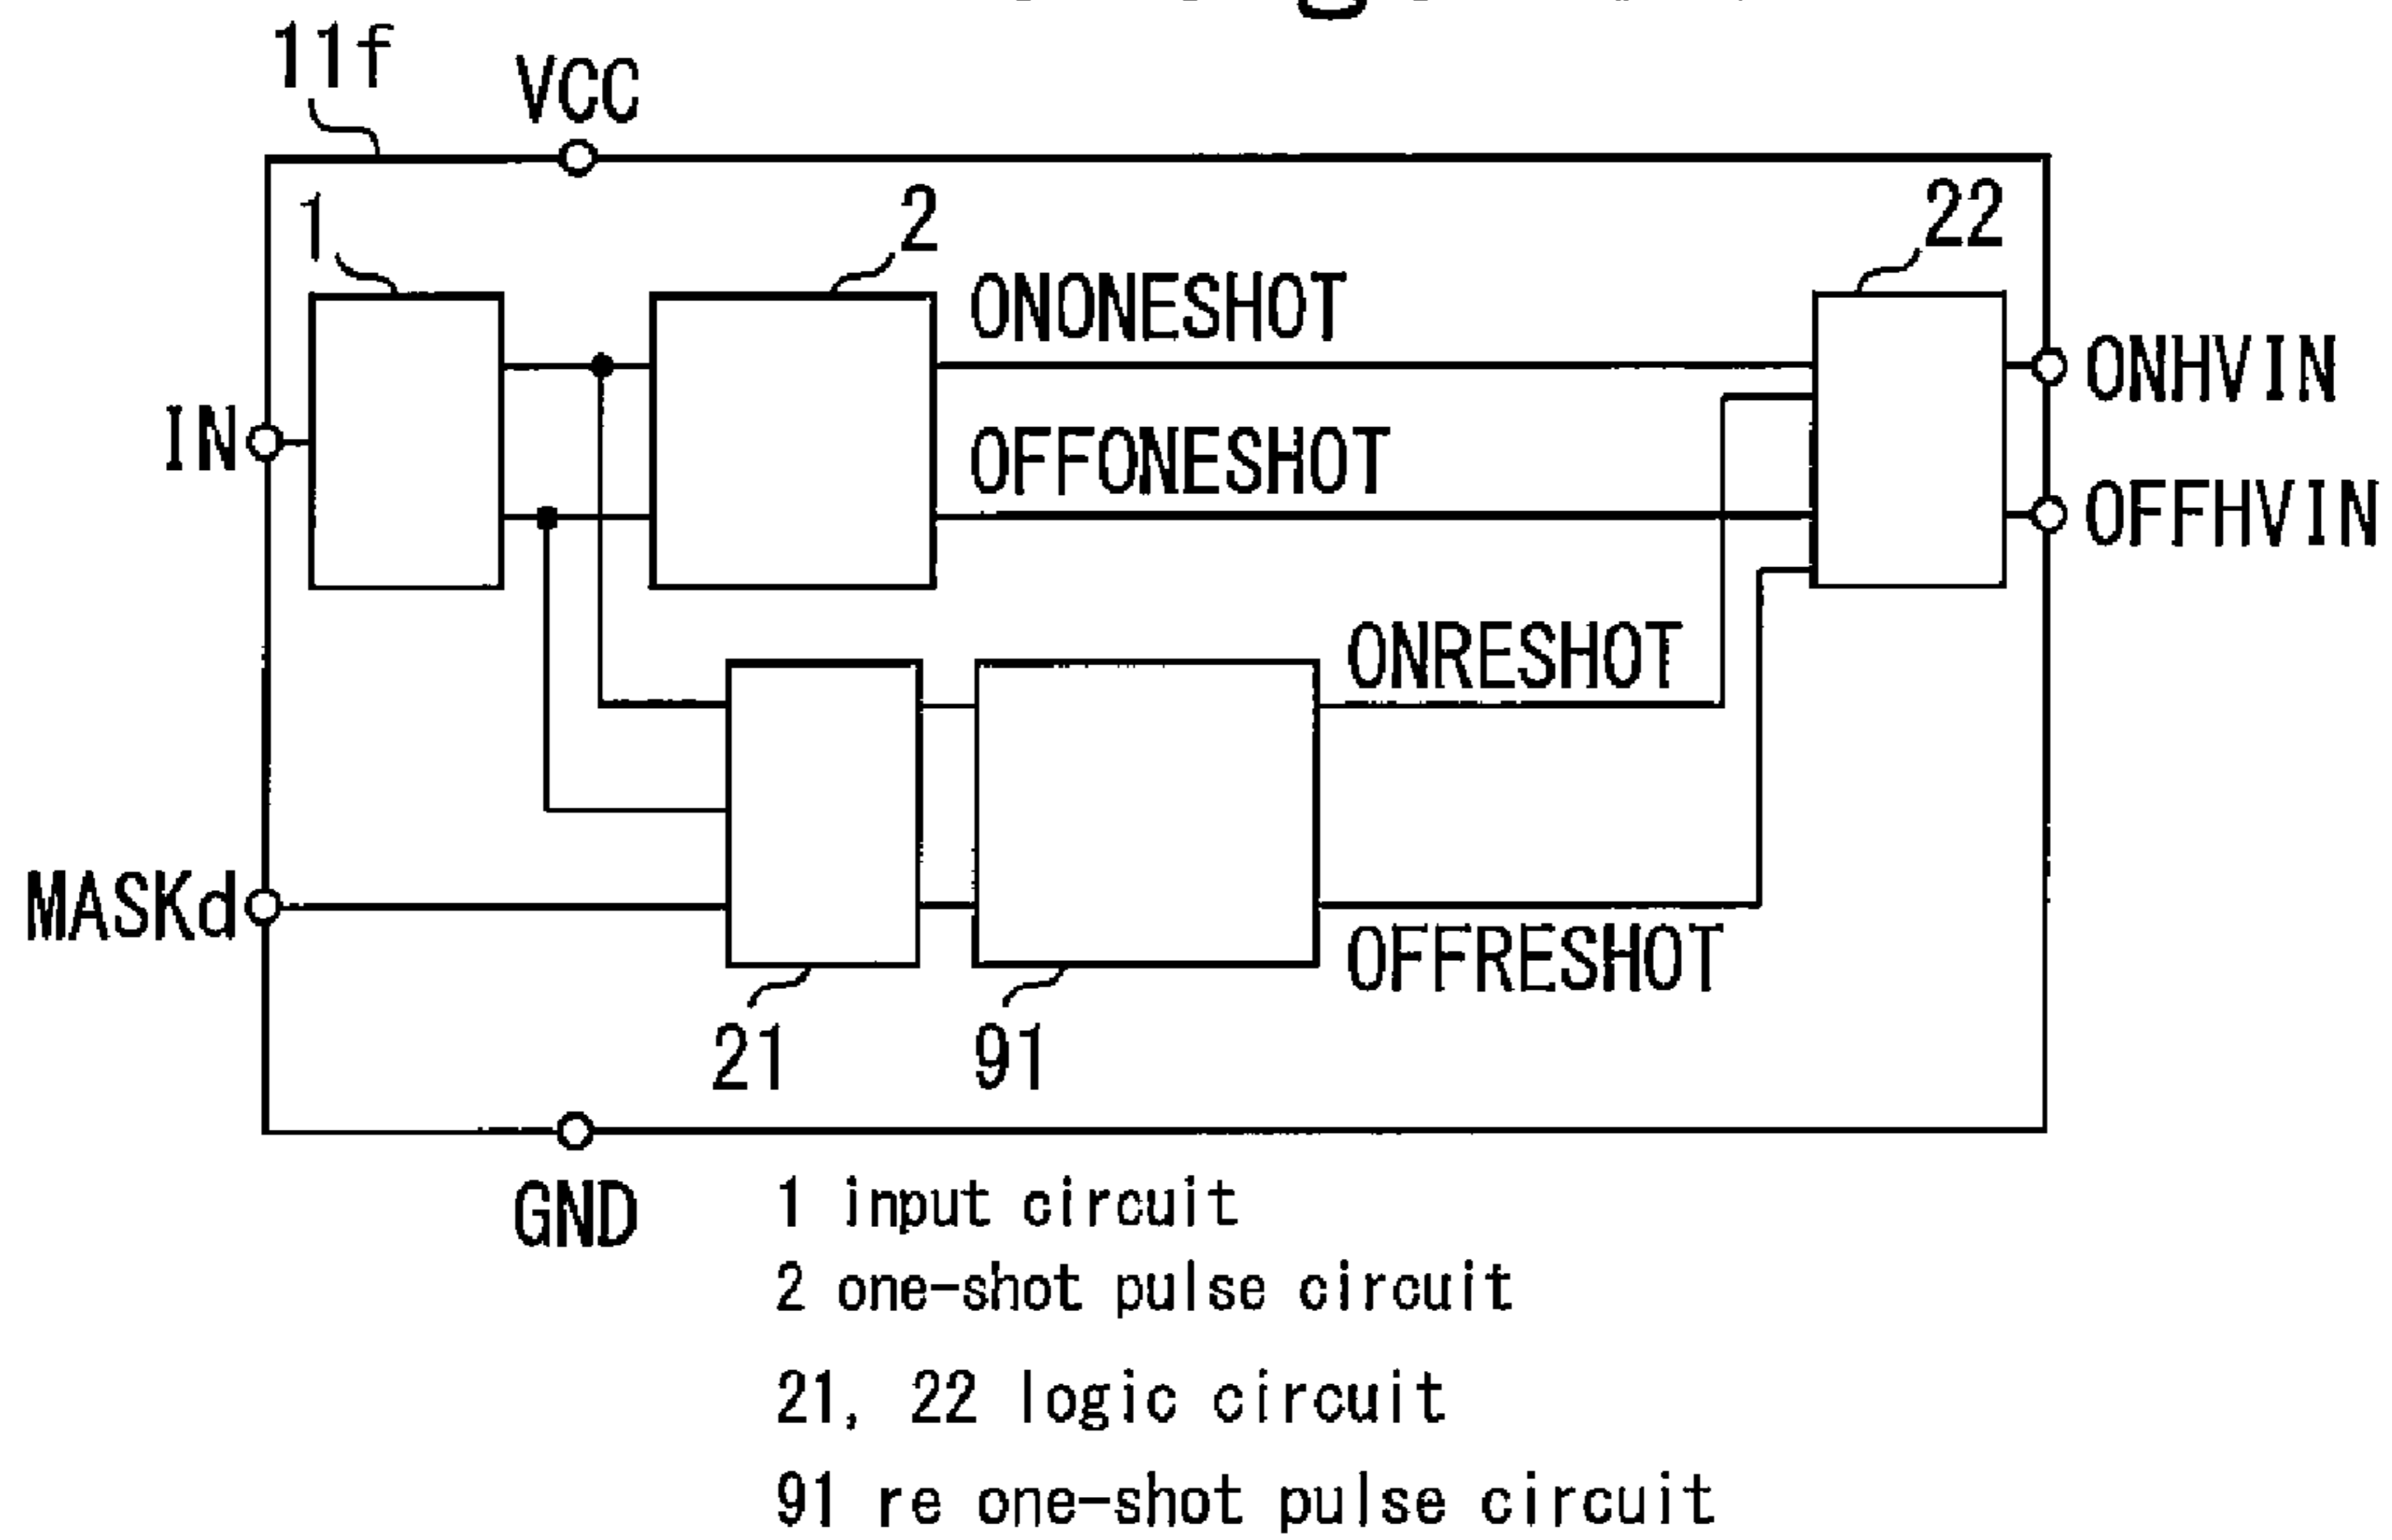 11f
VCC
1
2
22
ONONESHOT
ONHVIN
IN
OFFONESHOT
OFFHVIN
ONRESHOT
MASKd
OFFRESHOT
21
91
GND
1 input circuit
2 one-shot pulse circuit
21, 22 logic circuit
91 re one-shot pulse circuit